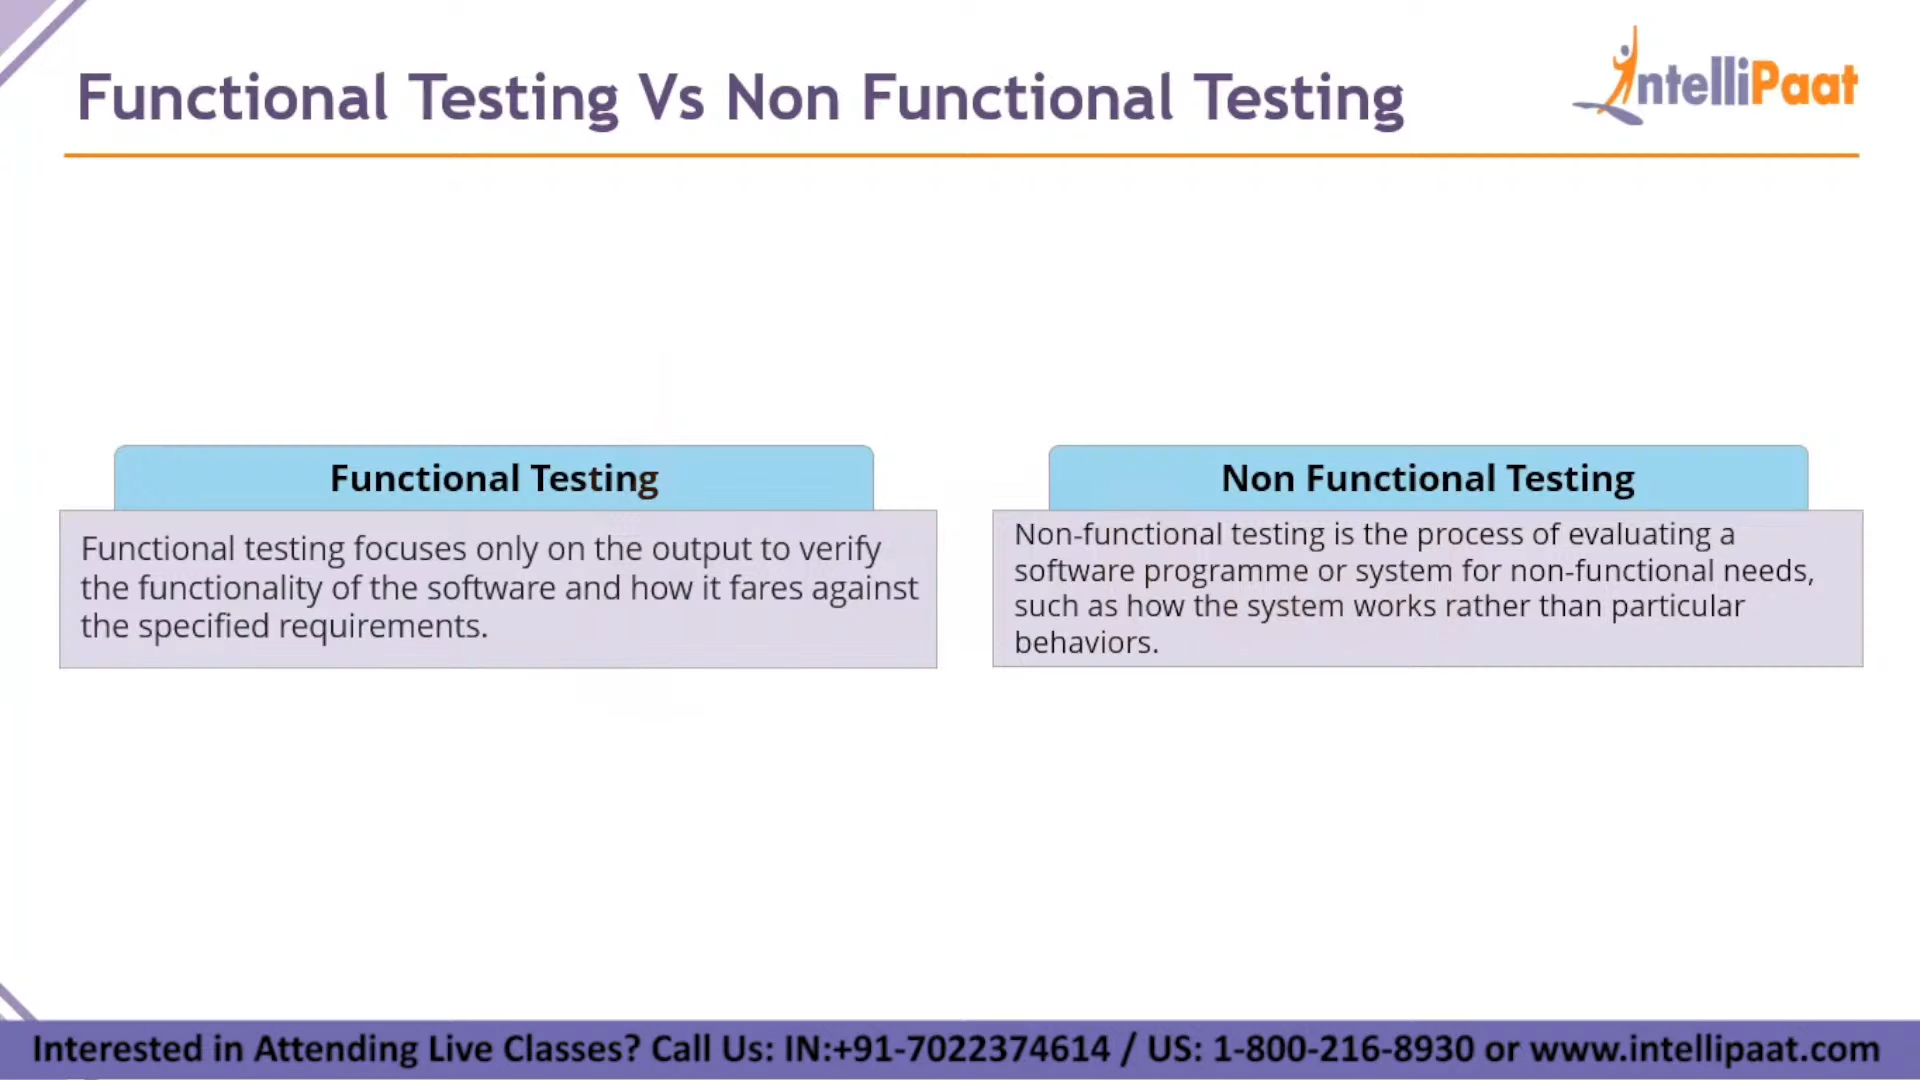 Functional Testing Vs Non Functional Testing
IntelliPaat
Functional Testing
Functional testing focuses only on the output to verify
the functionality of the software and how it fares against
the specified requirements.
Non Functional Testing
Non-functional testing is the process of evaluating a
software programme or system for non-functional needs,
such as how the system works rather than particular
behaviors.
Interested in Attending Live Classes? Call Us: IN:+91-7022374614 / US: 1-800-216-8930 or www.intellipaat.com